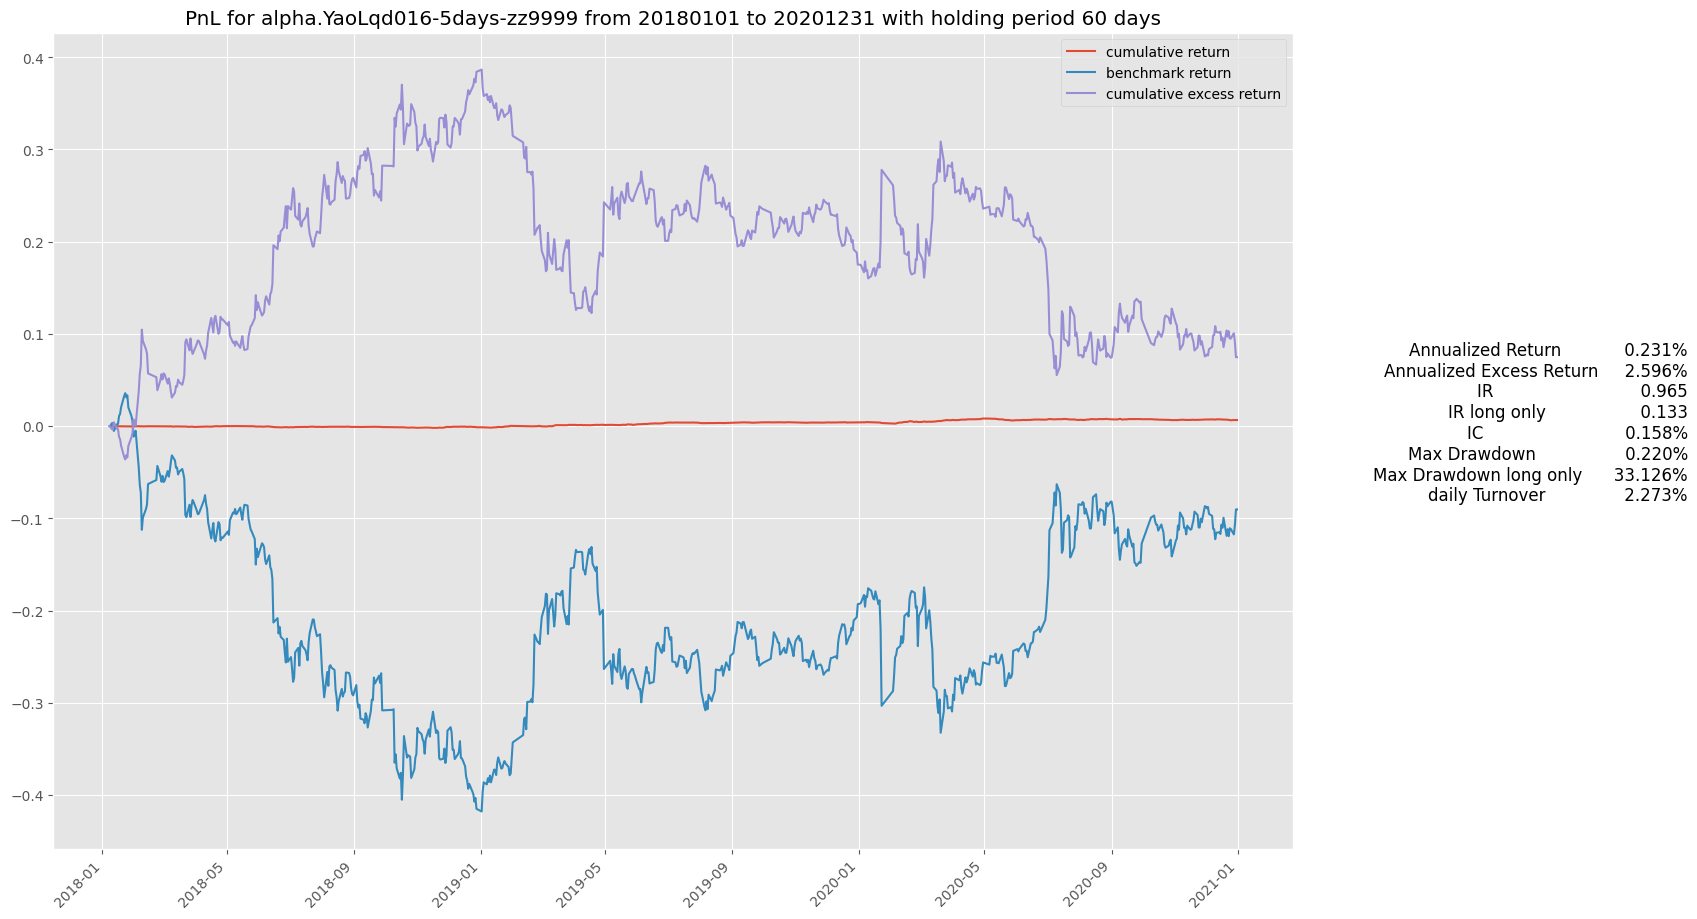 PnL for alpha.YaoLqd016-5days-zz9999 from 20180101 to 20201231 with holding period 60 days
cumulative return
benchmark return
cumulative excess return
0.4
0.3
0.2
0.1
0.0
−0.1
−0.2
−0.3
−0.4
2018-01
2018-05
2018-09
2019-01
2019-05
2019-09
2020-01
2020-05
2020-09
2021-01
Annualized Return 0.231%
Annualized Excess Return 2.596%
IR 0.965
IR long only 0.133
IC 0.158%
Max Drawdown 0.220%
Max Drawdown long only 33.126%
daily Turnover 2.273%